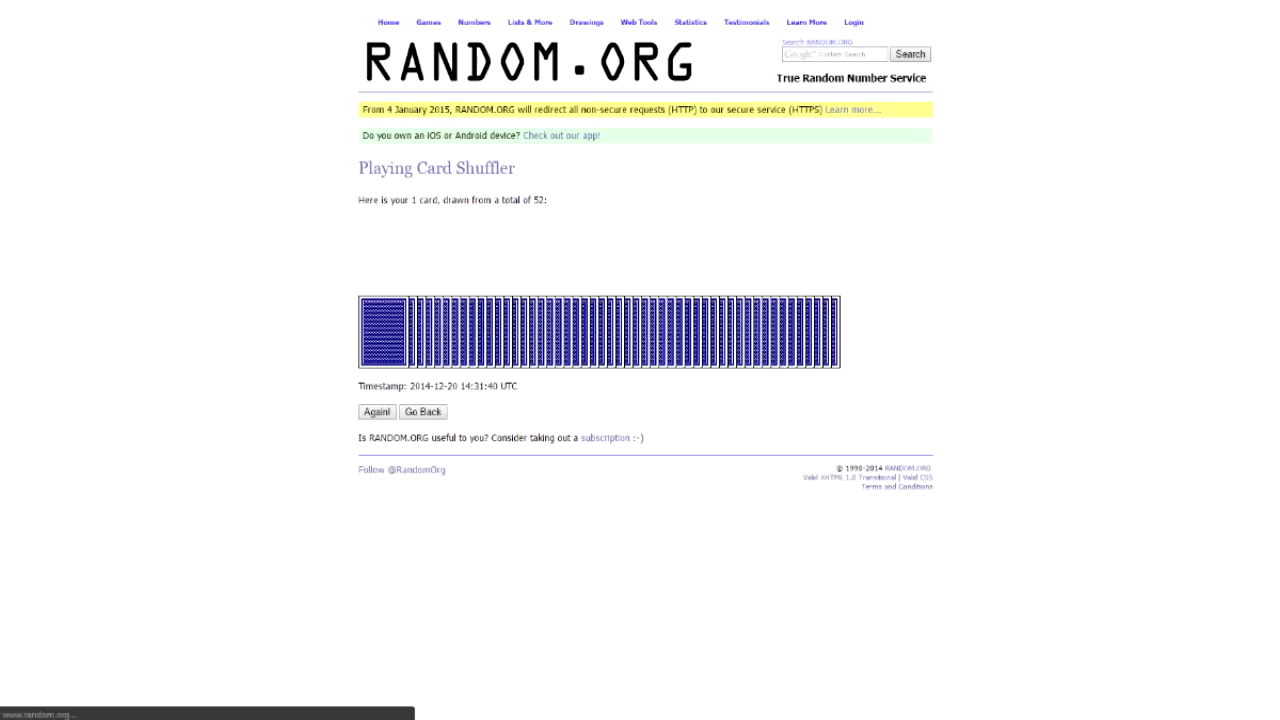 Home Games Numbers Lists & More Drawings Web Tools Statistics Testimonials Learn More Login
RANDOM.ORG
Search RANDOM.ORG
Google™ Custom Search Search
True Random Number Service
From 4 January 2015, RANDOM.ORG will redirect all non-secure requests (HTTP) to our secure service (HTTPS) Learn more...
Do you own an iOS or Android device? Check out our app!
Playing Card Shuffler
Here is your 1 card, drawn from a total of 52:
Timestamp: 2014-12-20 14:31:40 UTC
Again! Go Back
Is RANDOM.ORG useful to you? Consider taking out a subscription :-)
Follow @RandomOrg
© 1998-2014 RANDOM.ORG
Valid XHTML 1.0 Transitional | Valid CSS
Terms and Conditions
www.random.org...